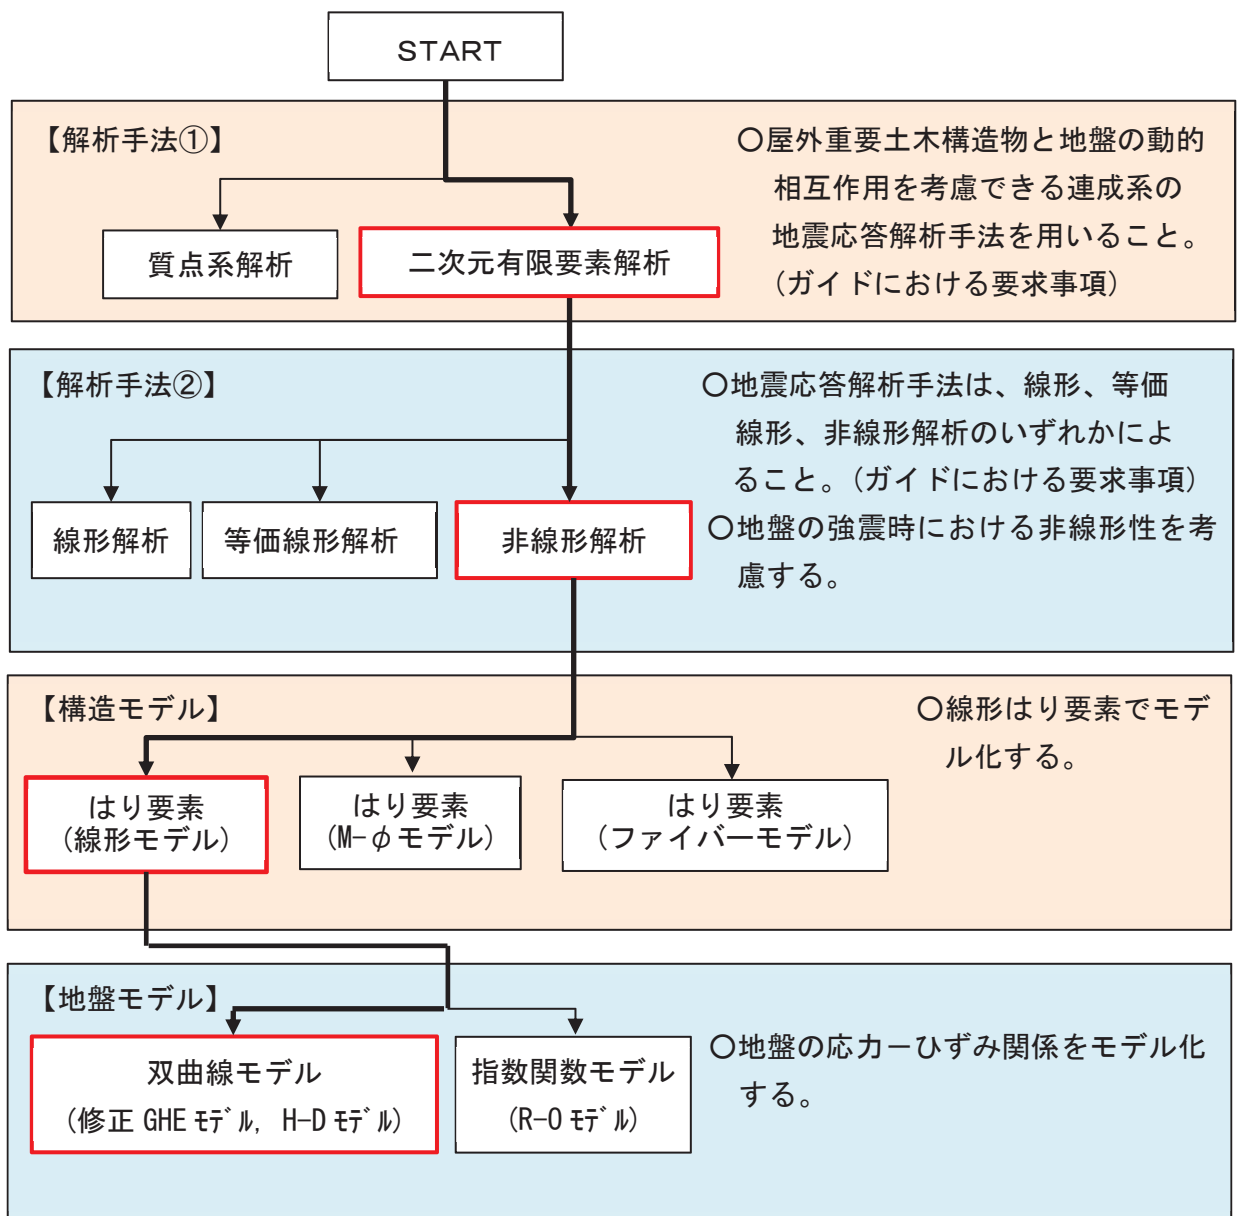 START
【解析手法①】
○屋外重要土木構造物と地盤の動的
相互作用を考慮できる連成系の
地震応答解析手法を用いること。
(ガイドにおける要求事項)
質点系解析
二次元有限要素解析
【解析手法②】
○地震応答解析手法は、線形、等価
線形、非線形解析のいずれかによ
ること。(ガイドにおける要求事項)
○地盤の強震時における非線形性を考
慮する。
線形解析
等価線形解析
非線形解析
【構造モデル】
○線形はり要素でモデ
ル化する。
はり要素
(線形モデル)
はり要素
(M-φモデル)
はり要素
(ファイバーモデル)
【地盤モデル】
○地盤の応力ーひずみ関係をモデル化
する。
双曲線モデル
(修正 GHE ﾓﾃﾞﾙ, H-D ﾓﾃﾞﾙ)
指数関数モデル
(R-O ﾓﾃﾞﾙ)